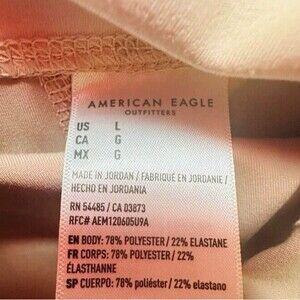 AMERICAN EAGLE
OUTFITTERS
US L
CA G
MX G
MADE IN JORDAN / FABRIQUÉ EN JORDANIE /
HECHO EN JORDANIA
RN 54485 / CA 03873
RFC# AEM120605U9A
EN BODY: 78% POLYESTER / 22% ELASTANE
FR CORPS: 78% POLYESTER / 22%
ÉLASTHANNE
SP CUERPO: 78% poliéster / 22% elastano